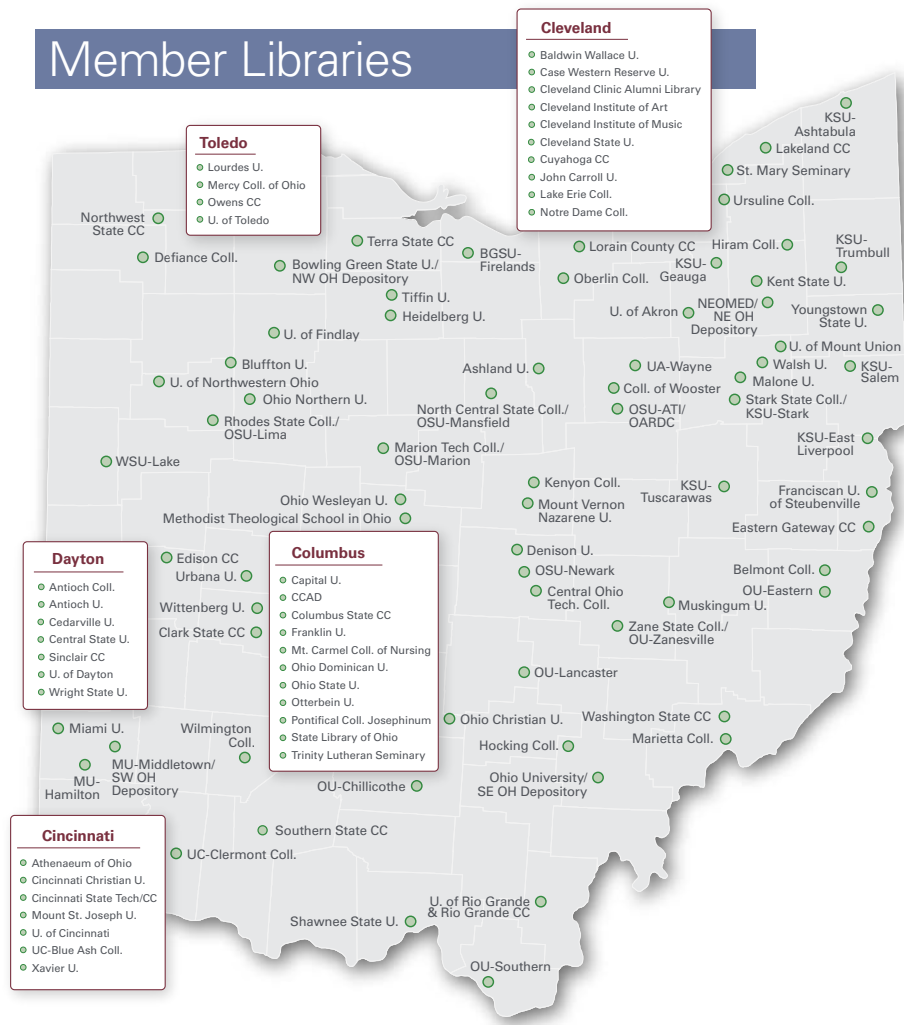 Member Libraries
Cleveland
Baldwin Wallace U.
Case Western Reserve U.
Cleveland Clinic Alumni Library
Cleveland Institute of Art
Cleveland Institute of Music
Cleveland State U.
Cuyahoga CC
John Carroll U.
Lake Erie Coll.
Notre Dame Coll.
Toledo
Lourdes U.
Mercy Coll. of Ohio
Owens CC
U. of Toledo
KSU-
Ashtabula
Lakeland CC
St. Mary Seminary
Ursuline Coll.
Northwest
State CC
Defiance Coll.
Terra State CC
Bowling Green State U./
NW OH Depository
BGSU-
Firelands
Lorain County CC
Oberlin Coll.
Hiram Coll.
KSU-
Geauga
KSU-
Trumbull
Kent State U.
Tiffin U.
Heidelberg U.
U. of Akron
NEOMED/
NE OH
Depository
Youngstown
State U.
U. of Findlay
U. of Mount Union
Bluffton U.
Ashland U.
UA-Wayne
Walsh U.
KSU-
Salem
U. of Northwestern Ohio
Malone U.
Coll. of Wooster
Ohio Northern U.
North Central State Coll./
OSU-Mansfield
OSU-ATI/
OARDC
Stark State Coll./
KSU-Stark
Rhodes State Coll./
OSU-Lima
KSU-East
Liverpool
Marion Tech Coll./
OSU-Marion
WSU-Lake
Kenyon Coll.
KSU-
Tuscarawas
Franciscan U.
of Steubenville
Ohio Wesleyan U.
Mount Vernon
Nazarene U.
Methodist Theological School in Ohio
Eastern Gateway CC
Dayton
Antioch Coll.
Antioch U.
Cedarville U.
Central State U.
Sinclair CC
U. of Dayton
Wright State U.
Edison CC
Urbana U.
Wittenberg U.
Clark State CC
Columbus
Capital U.
CCAD
Columbus State CC
Franklin U.
Mt. Carmel Coll. of Nursing
Ohio Dominican U.
Ohio State U.
Otterbein U.
Pontifical Coll. Josephinum
State Library of Ohio
Trinity Lutheran Seminary
Denison U.
OSU-Newark
Central Ohio
Tech. Coll.
Belmont Coll.
OU-Eastern
Muskingum U.
Zane State Coll./
OU-Zanesville
OU-Lancaster
Miami U.
Wilmington
Coll.
Ohio Christian U.
Washington State CC
Marietta Coll.
Hocking Coll.
MU-Middletown/
SW OH
Depository
MU-
Hamilton
OU-Chillicothe
Ohio University/
SE OH Depository
Southern State CC
UC-Clermont Coll.
Cincinnati
Athenaeum of Ohio
Cincinnati Christian U.
Cincinnati State Tech/CC
Mount St. Joseph U.
U. of Cincinnati
UC-Blue Ash Coll.
Xavier U.
Shawnee State U.
U. of Rio Grande
& Rio Grande CC
OU-Southern